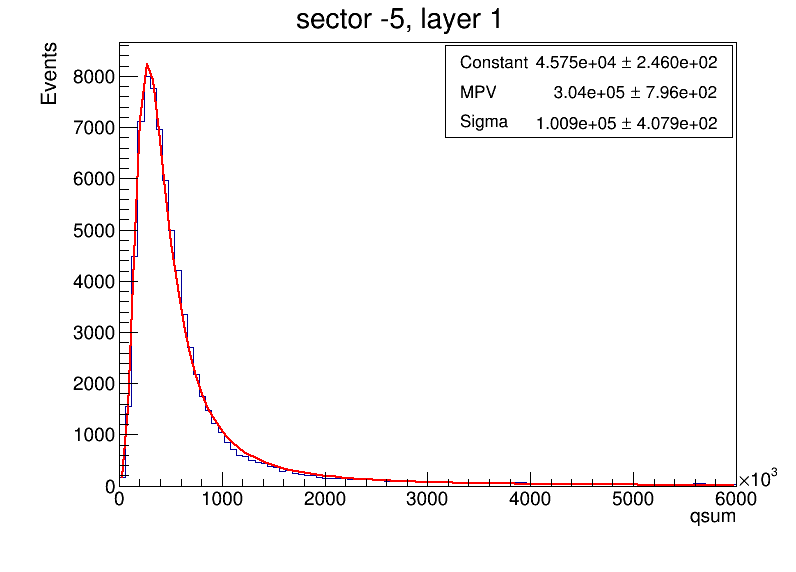 sector -5, layer 1
Events
Constant 4.575e+04 ± 2.460e+02
MPV 3.04e+05 ± 7.96e+02
Sigma 1.009e+05 ± 4.079e+02
8000
7000
6000
5000
4000
3000
2000
1000
0
0 1000 2000 3000 4000 5000 6000
×10³
qsum